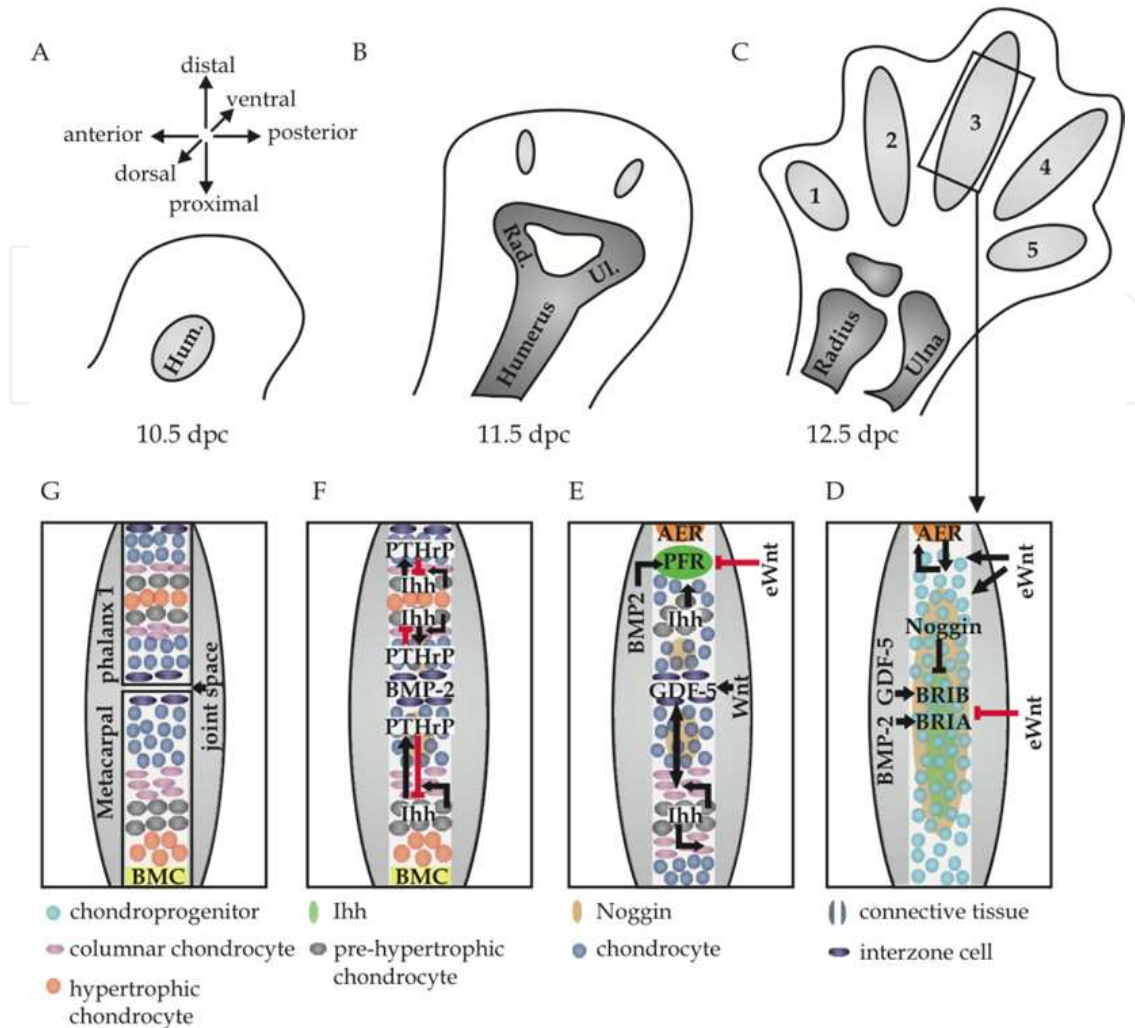 A
B
C
distal
ventral
anterior
posterior
dorsal
proximal
Hum.
Rad.
Ul.
Humerus
1
2
3
4
5
Radius
Ulna
10.5 dpc
11.5 dpc
12.5 dpc
G
F
E
D
phalanx 1
Metacarpal
joint space
BMC
PTHrP
Ihh
Ihh
PTHrP
BMP-2
PTHrP
Ihh
BMC
AER
PFR
eWnt
BMP2
Ihh
GDF-5
Wnt
Ihh
AER
eWnt
Noggin
GDF-5
BRIB
BMP-2
BRIA
eWnt
chondroprogenitor
Ihh
Noggin
connective tissue
columnar chondrocyte
pre-hypertrophic
chondrocyte
chondrocyte
interzone cell
hypertrophic
chondrocyte